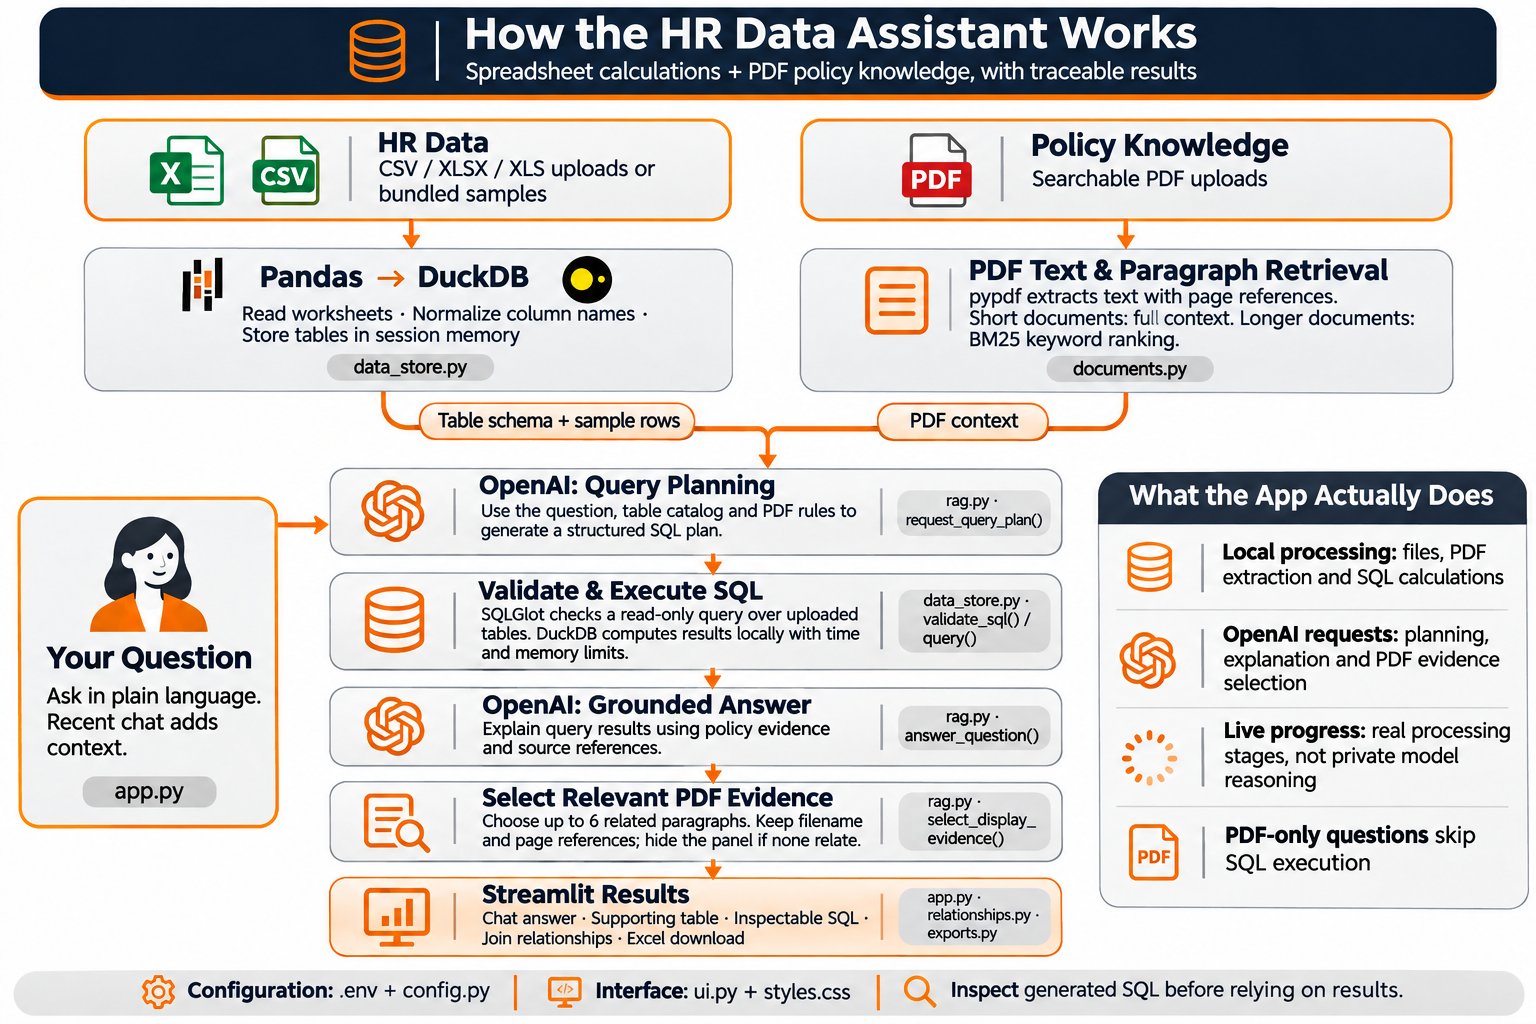 How the HR Data Assistant Works
Spreadsheet calculations + PDF policy knowledge, with traceable results
X
CSV
HR Data
CSV / XLSX / XLS uploads or
bundled samples
PDF
Policy Knowledge
Searchable PDF uploads
Pandas → DuckDB
Read worksheets · Normalize column names ·
Store tables in session memory
data_store.py
PDF Text & Paragraph Retrieval
pypdf extracts text with page references.
Short documents: full context. Longer documents:
BM25 keyword ranking.
documents.py
Table schema + sample rows
PDF context
Your Question
Ask in plain language.
Recent chat adds
context.
app.py
OpenAI: Query Planning
Use the question, table catalog and PDF rules to
generate a structured SQL plan.
rag.py ·
request_query_plan()
Validate & Execute SQL
SQLGlot checks a read-only query over uploaded
tables. DuckDB computes results locally with time
and memory limits.
data_store.py ·
validate_sql() /
query()
OpenAI: Grounded Answer
Explain query results using policy evidence
and source references.
rag.py ·
answer_question()
Select Relevant PDF Evidence
Choose up to 6 related paragraphs. Keep filename
and page references; hide the panel if none relate.
rag.py ·
select_display_
evidence()
Streamlit Results
Chat answer · Supporting table · Inspectable SQL ·
Join relationships · Excel download
app.py ·
relationships.py ·
exports.py
What the App Actually Does
Local processing: files, PDF
extraction and SQL calculations
OpenAI requests: planning,
explanation and PDF evidence
selection
Live progress: real processing
stages, not private model
reasoning
PDF
PDF-only questions skip
SQL execution
Configuration: .env + config.py
</>
Interface: ui.py + styles.css
Inspect generated SQL before relying on results.